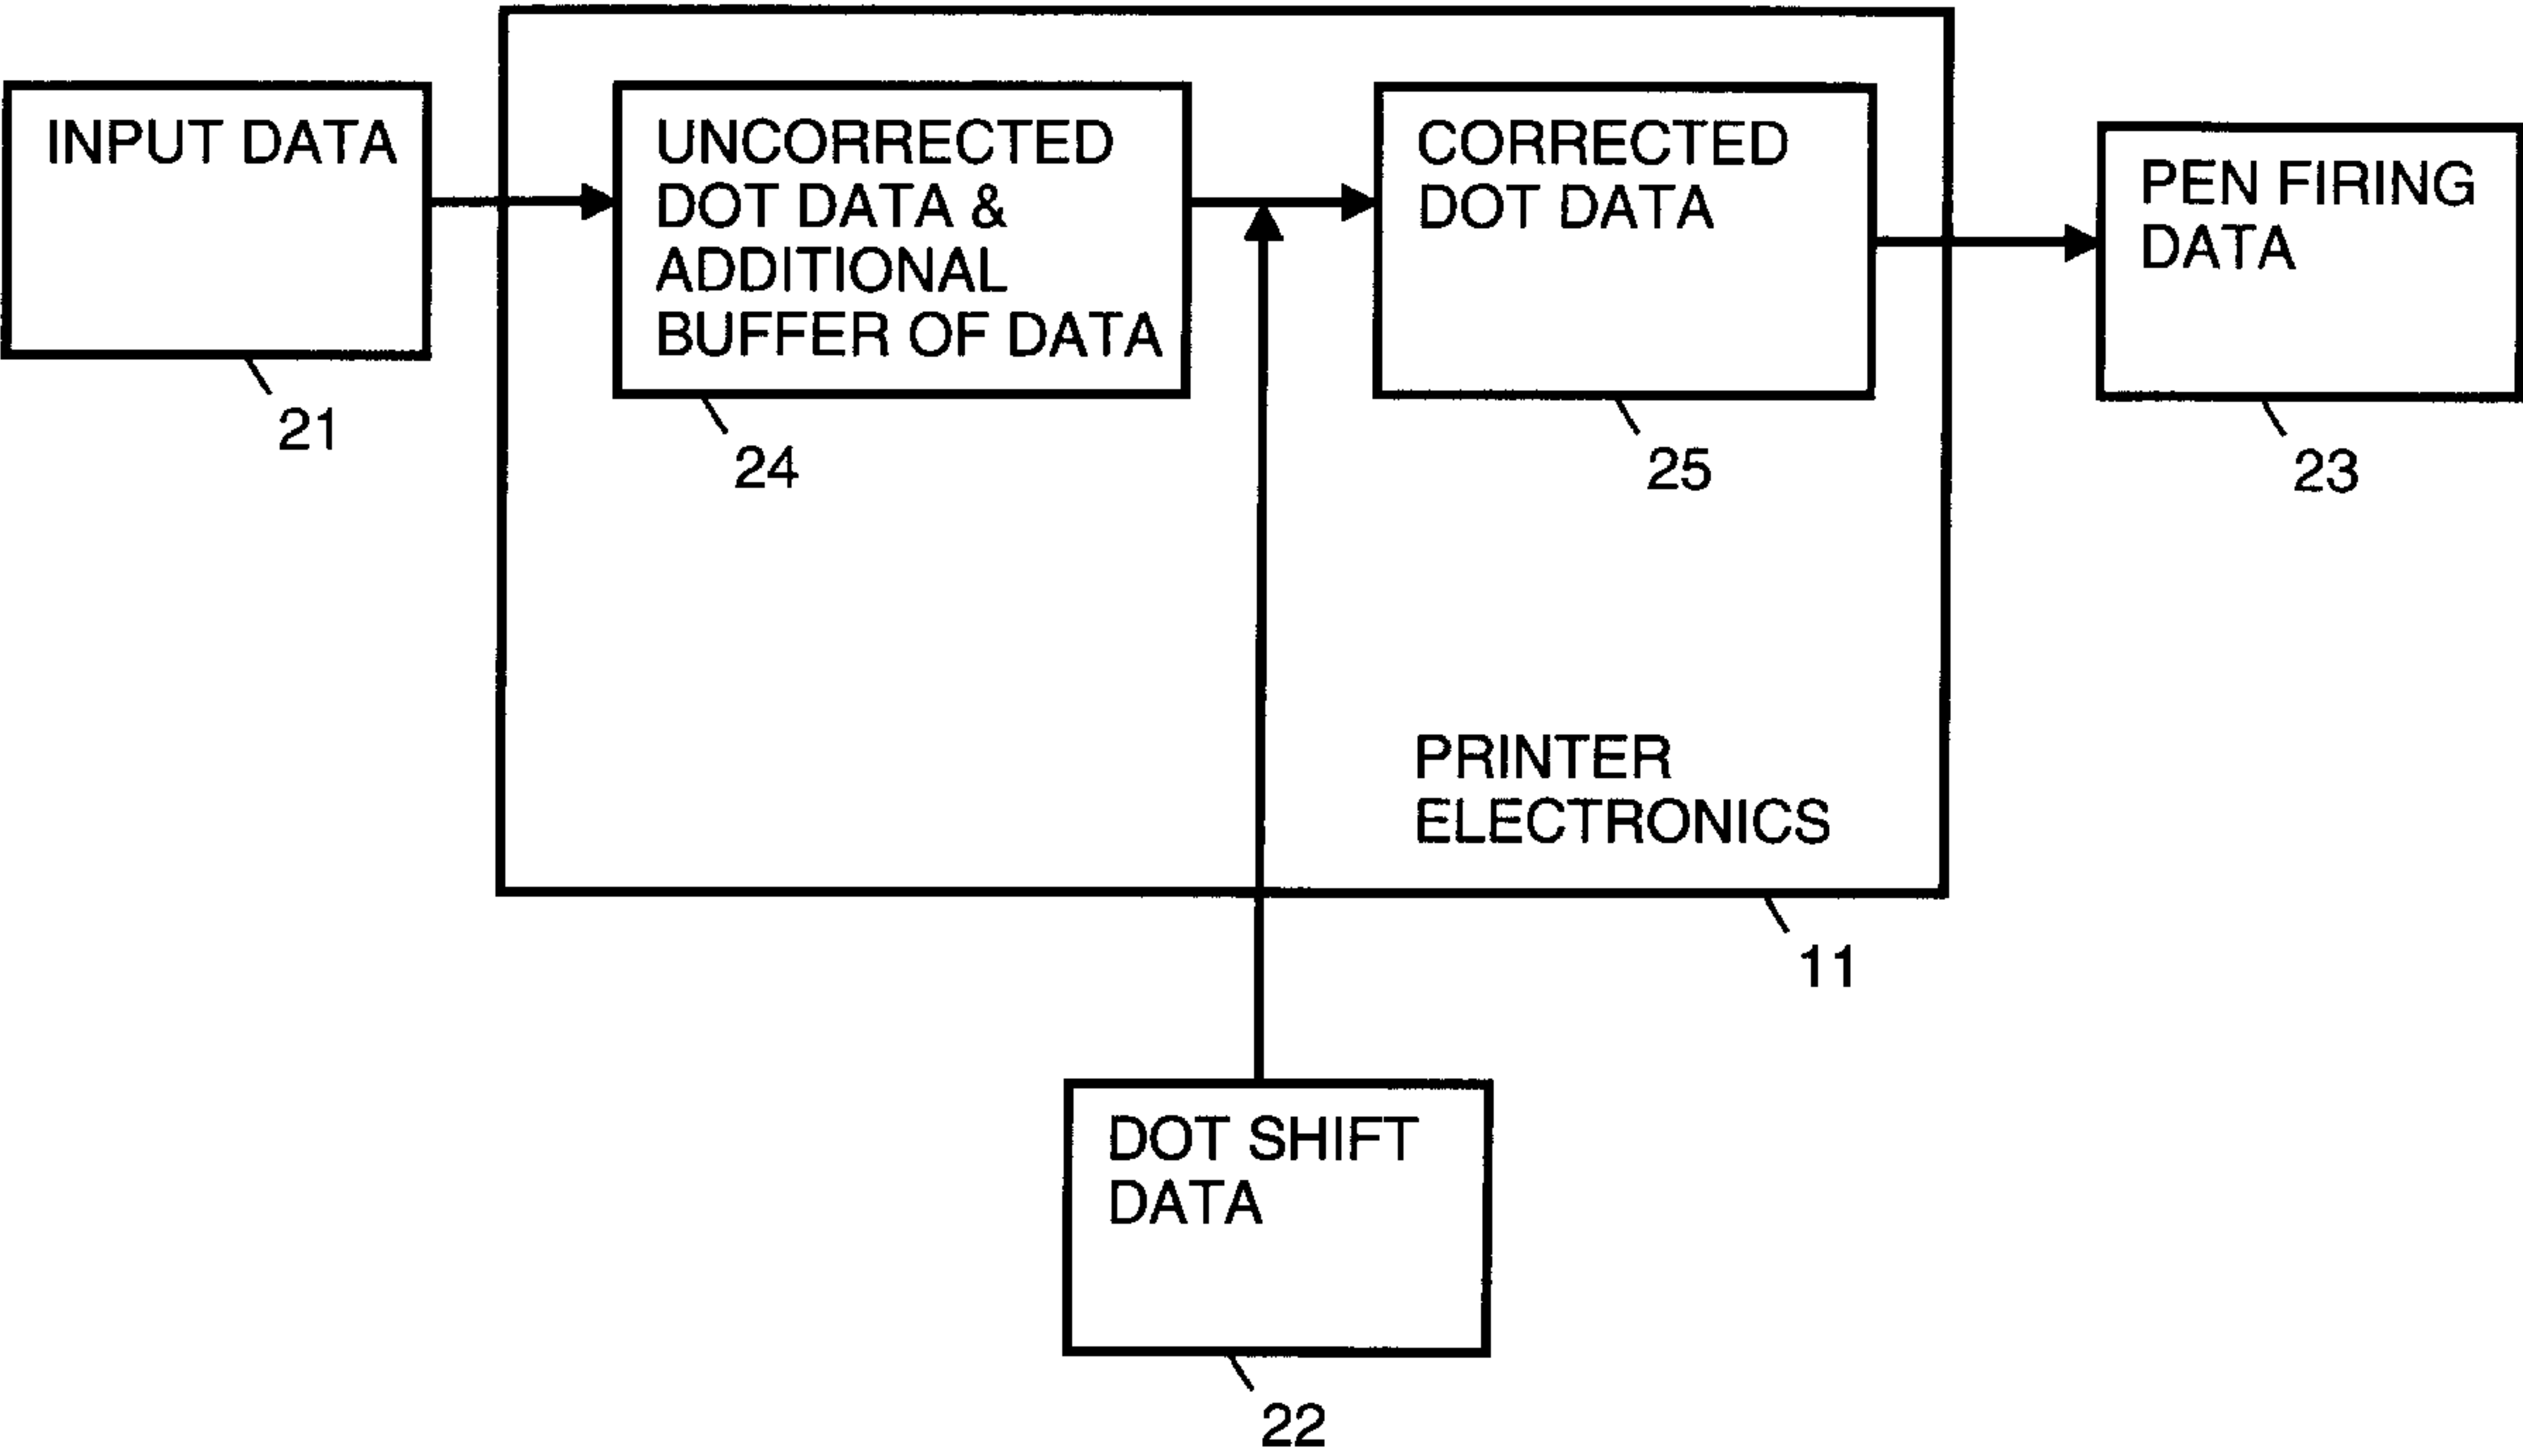 INPUT DATA
21
UNCORRECTED
DOT DATA &
ADDITIONAL
BUFFER OF DATA
24
CORRECTED
DOT DATA
25
PEN FIRING
DATA
23
PRINTER
ELECTRONICS
11
DOT SHIFT
DATA
22